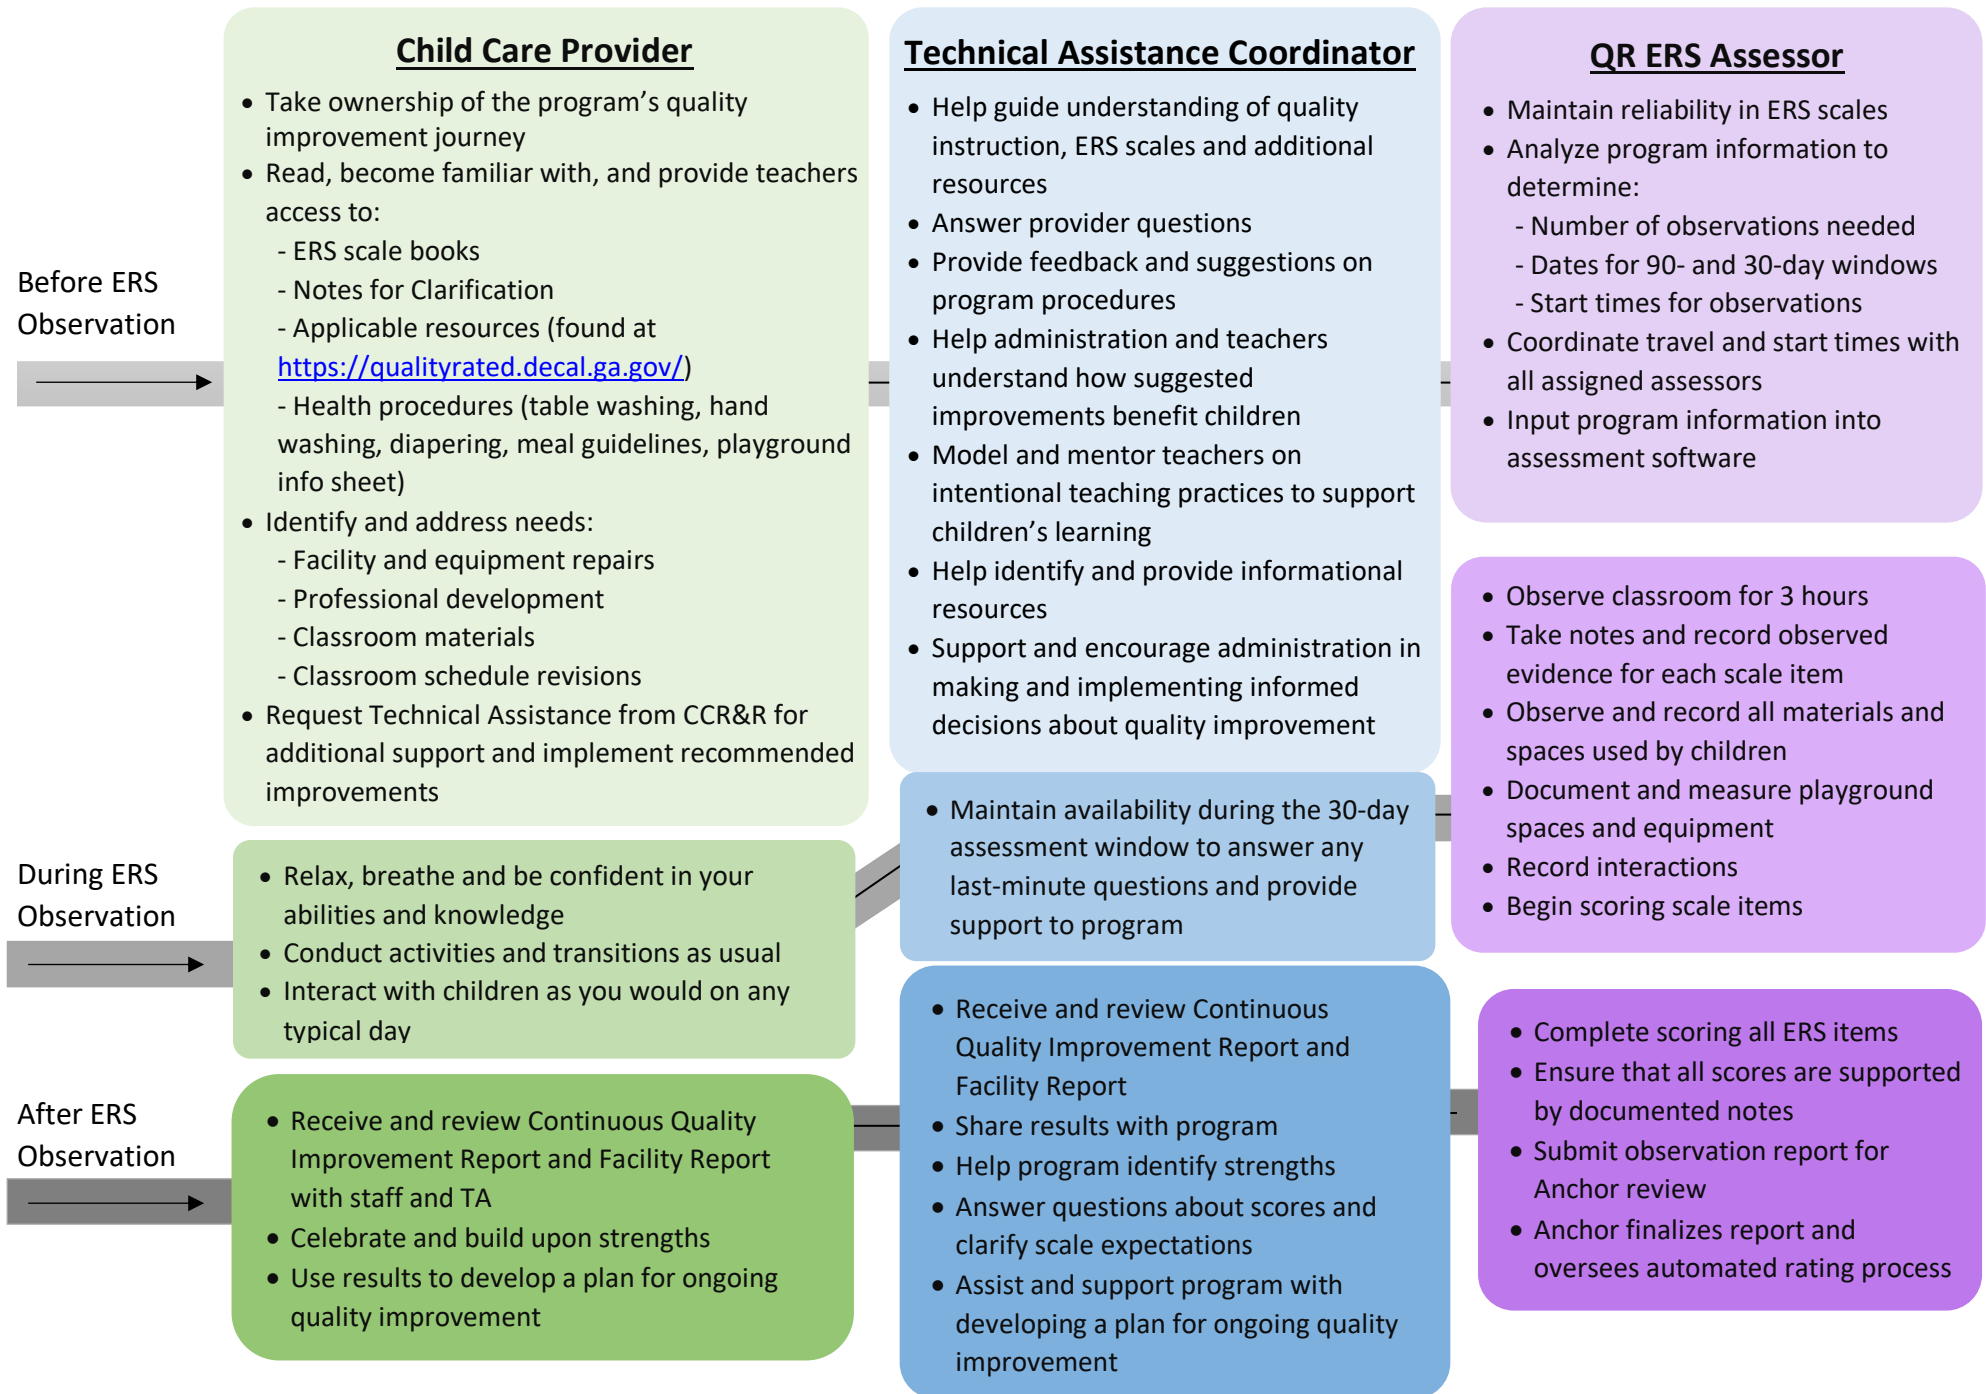 Child Care Provider
• Take ownership of the program’s quality
improvement journey
• Read, become familiar with, and provide teachers
access to:
- ERS scale books
- Notes for Clarification
- Applicable resources (found at
https://qualityrated.decal.ga.gov/)
- Health procedures (table washing, hand
washing, diapering, meal guidelines, playground
info sheet)
• Identify and address needs:
- Facility and equipment repairs
- Professional development
- Classroom materials
- Classroom schedule revisions
• Request Technical Assistance from CCR&R for
additional support and implement recommended
improvements
Technical Assistance Coordinator
• Help guide understanding of quality
instruction, ERS scales and additional
resources
• Answer provider questions
• Provide feedback and suggestions on
program procedures
• Help administration and teachers
understand how suggested
improvements benefit children
• Model and mentor teachers on
intentional teaching practices to support
children’s learning
• Help identify and provide informational
resources
• Support and encourage administration in
making and implementing informed
decisions about quality improvement
QR ERS Assessor
• Maintain reliability in ERS scales
• Analyze program information to
determine:
- Number of observations needed
- Dates for 90- and 30-day windows
- Start times for observations
• Coordinate travel and start times with
all assigned assessors
• Input program information into
assessment software
Before ERS
Observation
During ERS
Observation
• Relax, breathe and be confident in your
abilities and knowledge
• Conduct activities and transitions as usual
• Interact with children as you would on any
typical day
• Maintain availability during the 30-day
assessment window to answer any
last-minute questions and provide
support to program
• Observe classroom for 3 hours
• Take notes and record observed
evidence for each scale item
• Observe and record all materials and
spaces used by children
• Document and measure playground
spaces and equipment
• Record interactions
• Begin scoring scale items
After ERS
Observation
• Receive and review Continuous Quality
Improvement Report and Facility Report
with staff and TA
• Celebrate and build upon strengths
• Use results to develop a plan for ongoing
quality improvement
• Receive and review Continuous
Quality Improvement Report and
Facility Report
• Share results with program
• Help program identify strengths
• Answer questions about scores and
clarify scale expectations
• Assist and support program with
developing a plan for ongoing quality
improvement
• Complete scoring all ERS items
• Ensure that all scores are supported
by documented notes
• Submit observation report for
Anchor review
• Anchor finalizes report and
oversees automated rating process